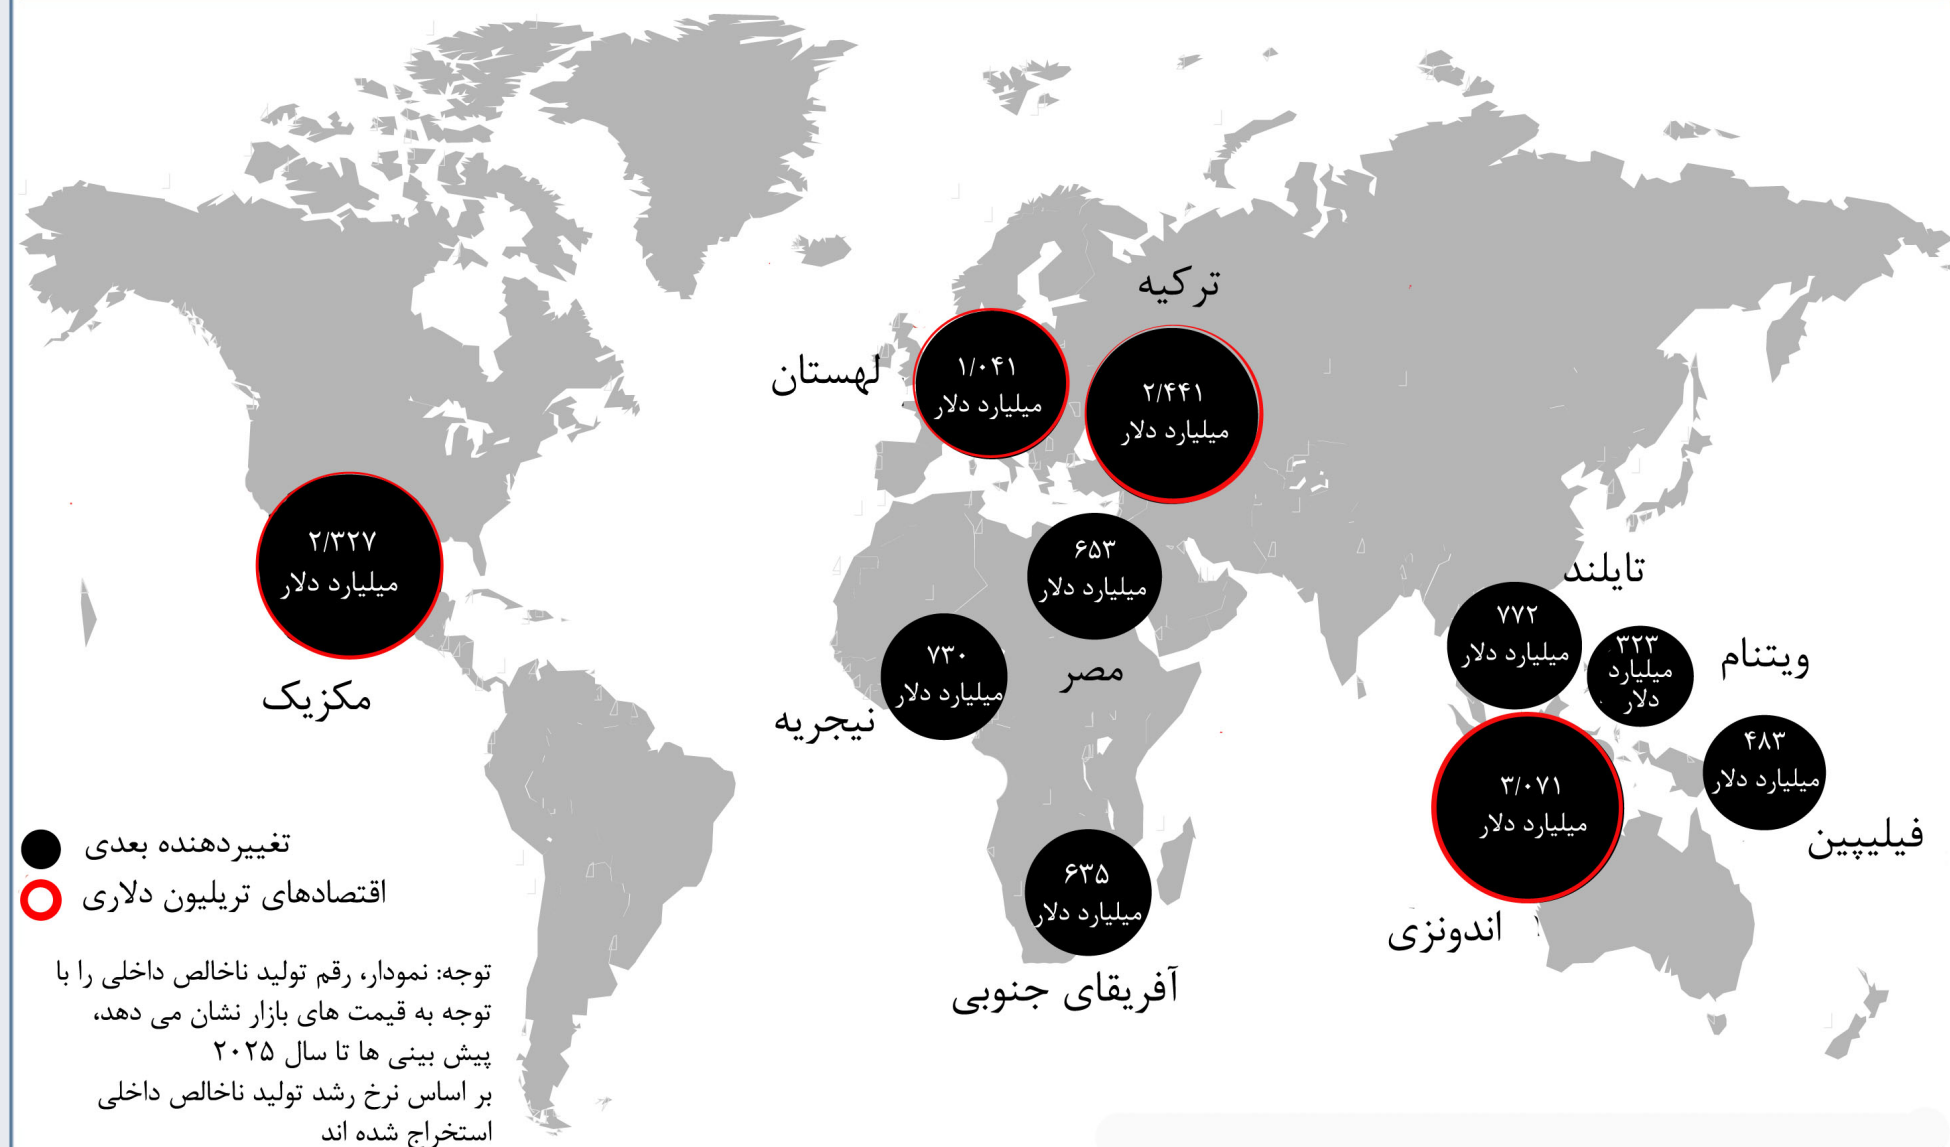 ترکیه
۲/۴۴۱
میلیارد دلار
لهستان
۱/۰۴۱
میلیارد دلار
۲/۳۲۷
میلیارد دلار
مکزیک
۶۵۳
میلیارد دلار
مصر
۷۳۰
میلیارد دلار
نیجریه
تایلند
۷۷۲
میلیارد دلار
ویتنام
۳۲۳
میلیارد
دلار
۴۸۳
میلیارد دلار
فیلیپین
۳/۰۷۱
میلیارد دلار
اندونزی
۶۳۵
میلیارد دلار
آفریقای جنوبی
تغییردهنده بعدی
اقتصادهای تریلیون دلاری
توجه: نمودار، رقم تولید ناخالص داخلی را با
توجه به قیمت های بازار نشان می دهد،
پیش بینی ها تا سال ۲۰۲۵
بر اساس نرخ رشد تولید ناخالص داخلی
استخراج شده اند